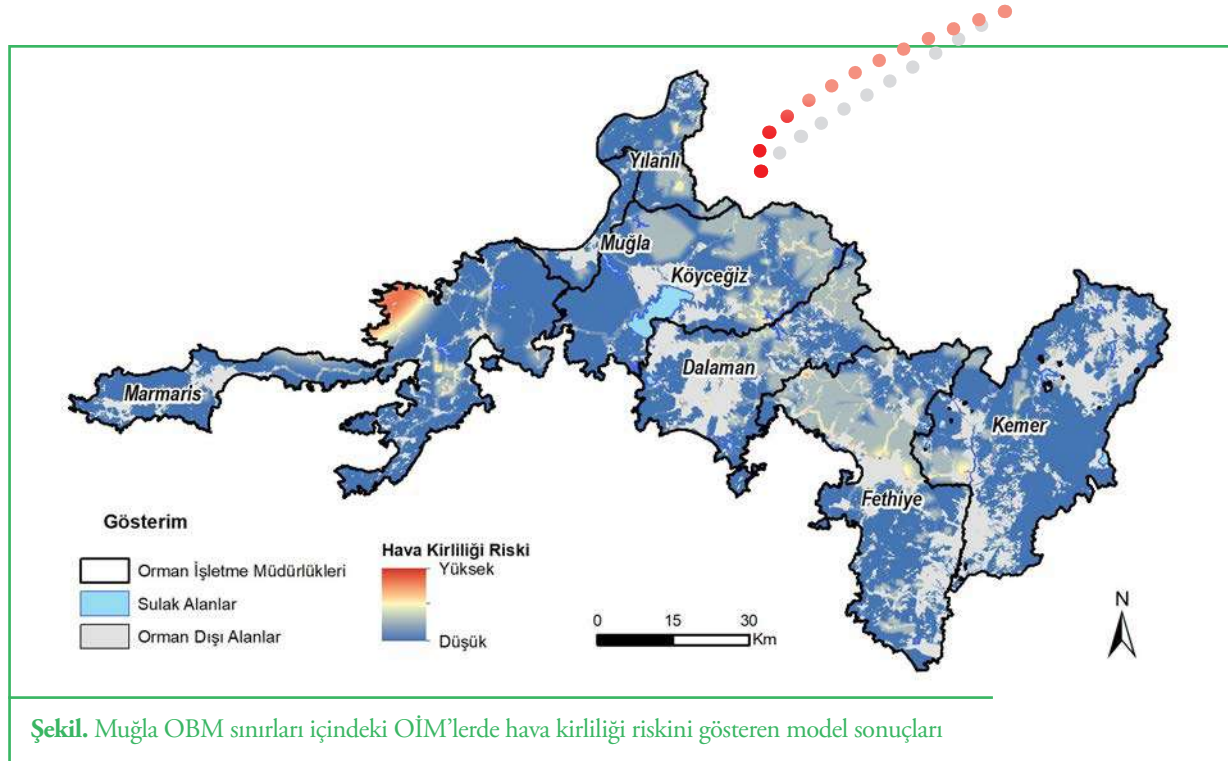 Yılanlı
Muğla
Köyceğiz
Marmaris
Dalaman
Kemer
Fethiye
Gösterim
Orman İşletme Müdürlükleri
Sulak Alanlar
Orman Dışı Alanlar
Hava Kirliliği Riski
Yüksek
Düşük
0 15 30
Km
N
Şekil. Muğla OBM sınırları içindeki OİM’lerde hava kirliliği riskini gösteren model sonuçları